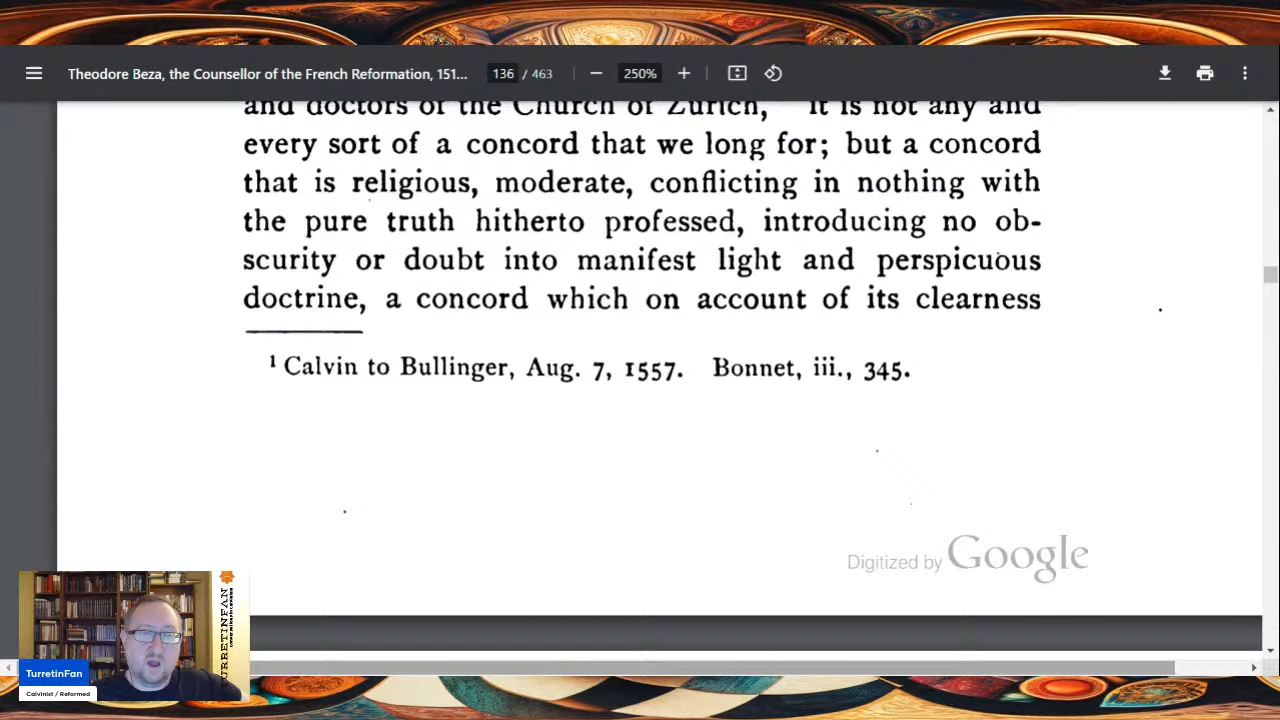 Theodore Beza, the Counsellor of the French Reformation, 151...
136 / 463
250%
and doctors of the Church of Zurich, "it is not any and
every sort of a concord that we long for; but a concord
that is religious, moderate, conflicting in nothing with
the pure truth hitherto professed, introducing no ob-
scurity or doubt into manifest light and perspicuous
doctrine, a concord which on account of its clearness
1 Calvin to Bullinger, Aug. 7, 1557. Bonnet, iii., 345.
Digitized by Google
TURRETINFAN
TurretinFan
Calvinist / Reformed